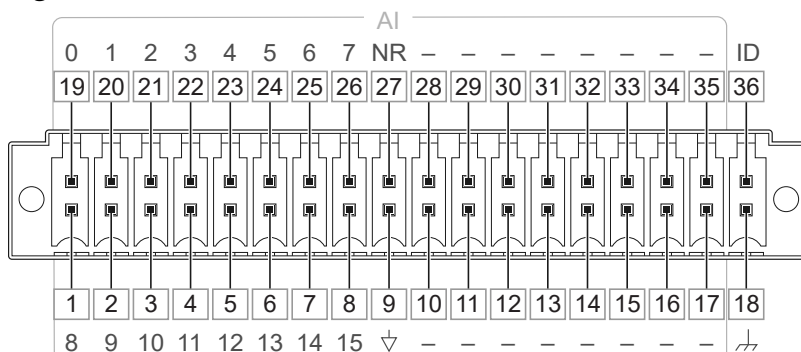 AI
0 1 2 3 4 5 6 7 NR – – – – – – – – ID
19 20 21 22 23 24 25 26 27 28 29 30 31 32 33 34 35 36
1 2 3 4 5 6 7 8 9 10 11 12 13 14 15 16 17 18
8 9 10 11 12 13 14 15 – – – – – – – –